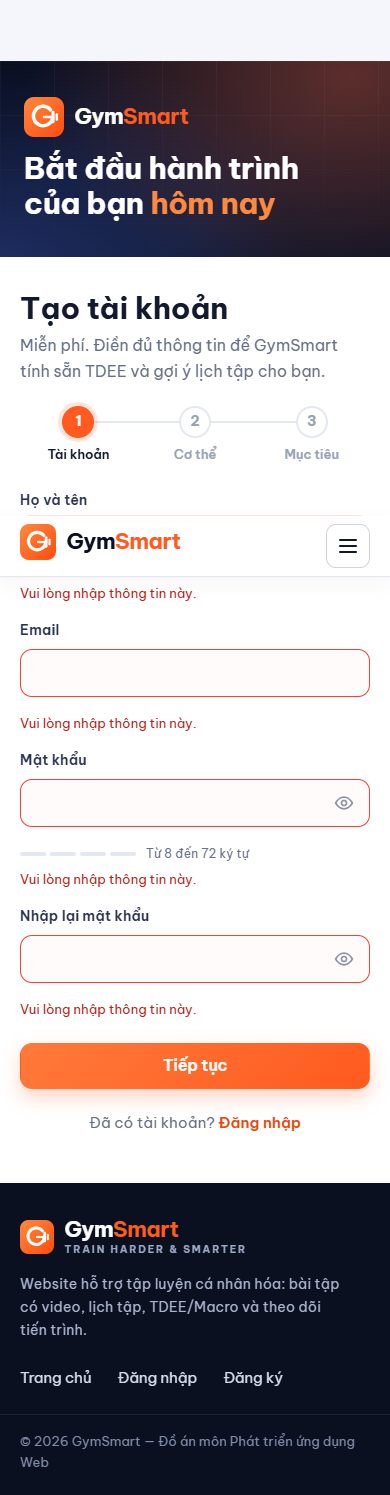 GymSmart
Bắt đầu hành trình
của bạn hôm nay
Tạo tài khoản
Miễn phí. Điền đủ thông tin để GymSmart
tính sẵn TDEE và gợi ý lịch tập cho bạn.
1
2
3
Tài khoản
Cơ thể
Mục tiêu
Họ và tên
GymSmart
Vui lòng nhập thông tin này.
Email
Vui lòng nhập thông tin này.
Mật khẩu
Từ 8 đến 72 ký tự
Vui lòng nhập thông tin này.
Nhập lại mật khẩu
Vui lòng nhập thông tin này.
Tiếp tục
Đã có tài khoản? Đăng nhập
GymSmart
TRAIN HARDER & SMARTER
Website hỗ trợ tập luyện cá nhân hóa: bài tập
có video, lịch tập, TDEE/Macro và theo dõi
tiến trình.
Trang chủ Đăng nhập Đăng ký
© 2026 GymSmart — Đồ án môn Phát triển ứng dụng
Web